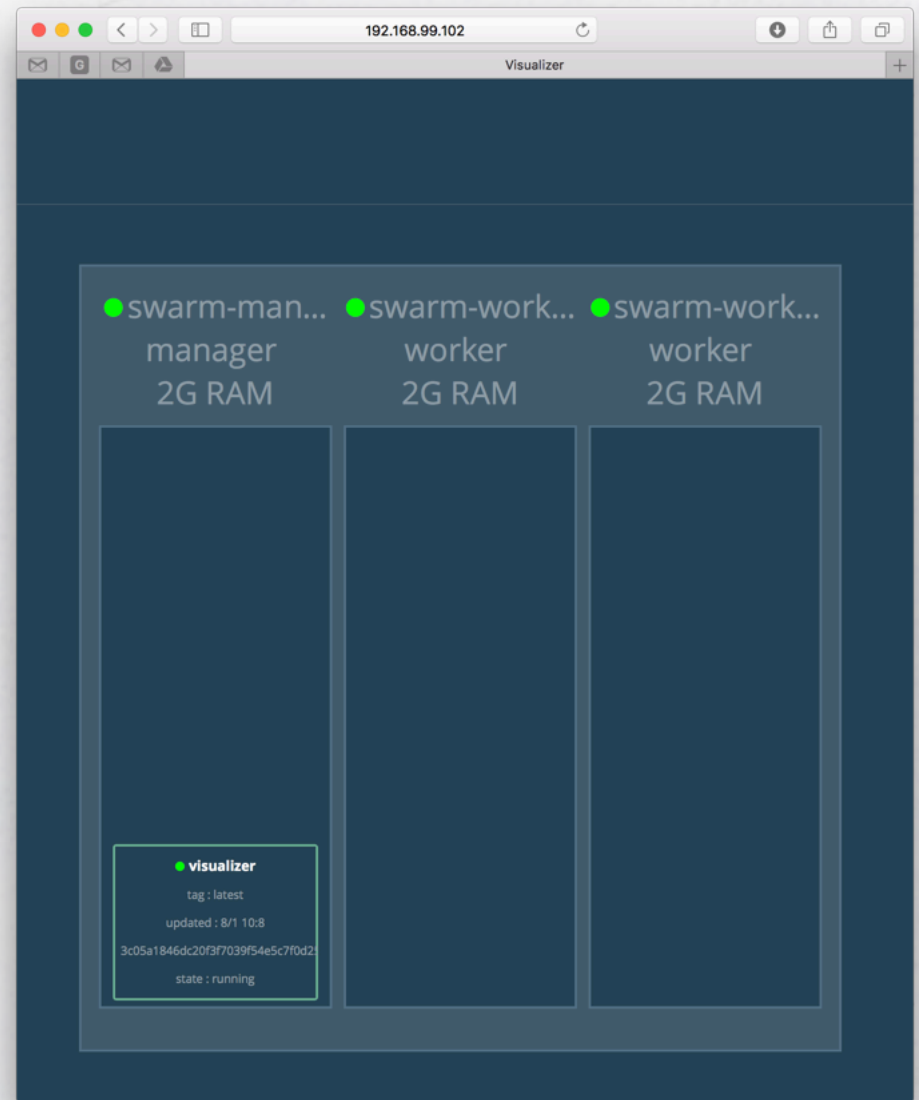 192.168.99.102
G
Visualizer
swarm-man...
manager
2G RAM
swarm-work...
worker
2G RAM
swarm-work...
worker
2G RAM
visualizer
tag : latest
updated : 8/1 10:8
3c05a1846dc20f3f7039f54e5c7f0d2
state : running